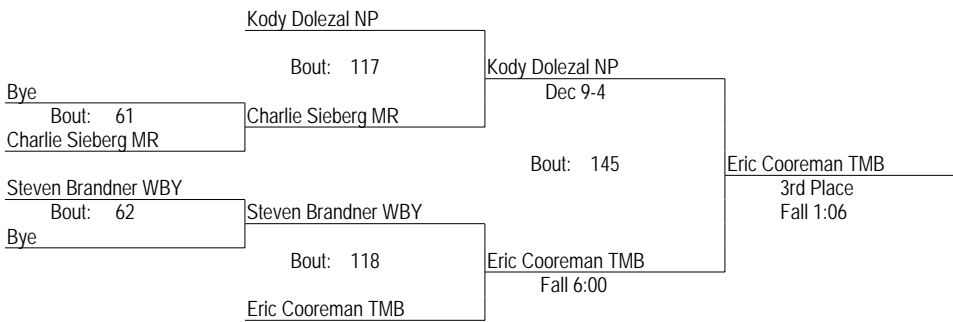 Kody Dolezal NP
Bout: 117
Kody Dolezal NP
Dec 9-4
Bye
Bout: 61
Charlie Sieberg MR
Charlie Sieberg MR
Bout: 145
Eric Cooreman TMB
3rd Place
Fall 1:06
Steven Brandner WBY
Bout: 62
Steven Brandner WBY
Bye
Bout: 118
Eric Cooreman TMB
Fall 6:00
Eric Cooreman TMB